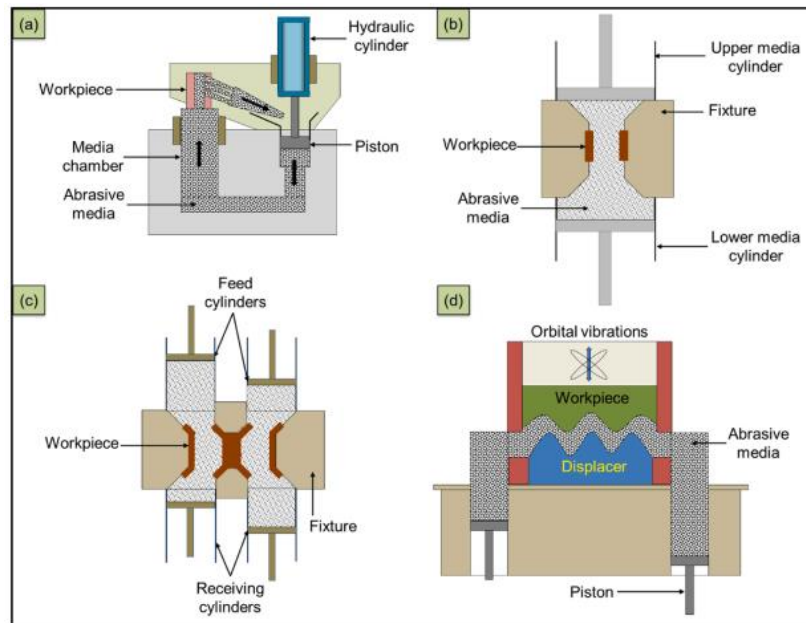 (a)
Hydraulic
cylinder
Workpiece
Media
chamber
Piston
Abrasive
media
(b)
Upper media
cylinder
Fixture
Workpiece
Abrasive
media
Lower media
cylinder
(c)
Feed
cylinders
Workpiece
Fixture
Receiving
cylinders
(d)
Orbital vibrations
Workpiece
Abrasive
media
Displacer
Piston